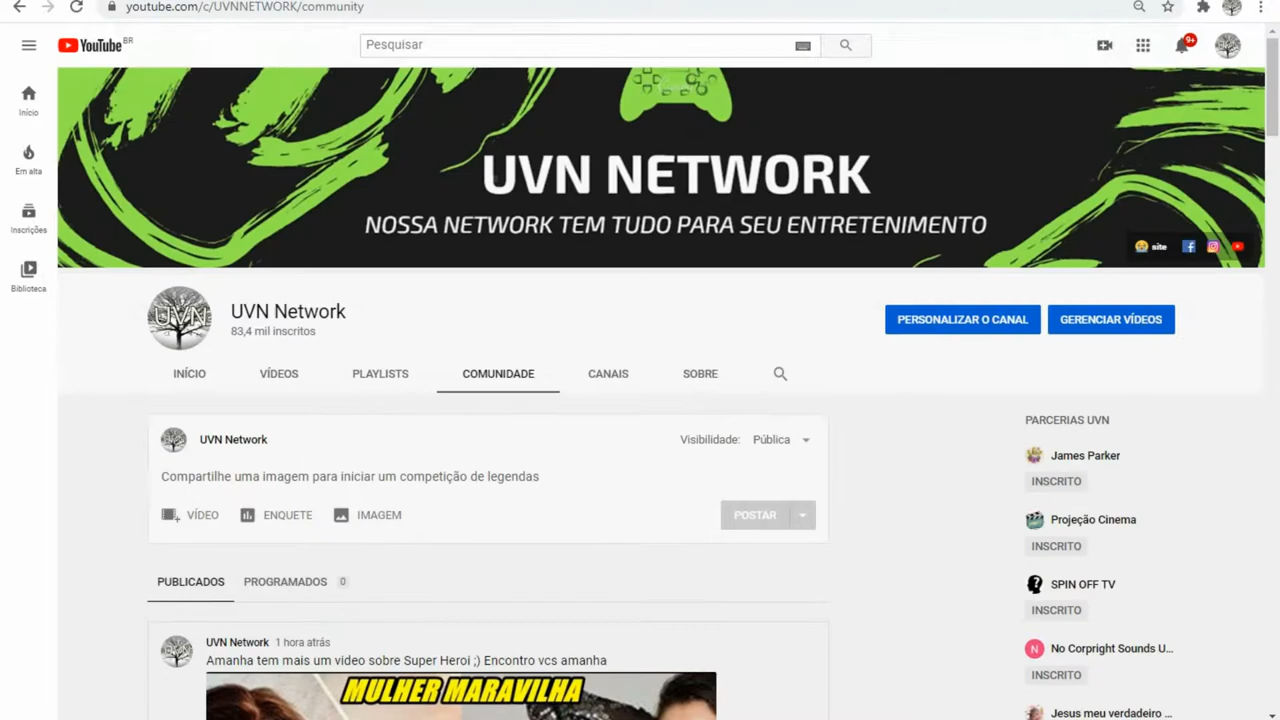 youtube.com/c/UVNNETWORK/community
YouTube BR
Pesquisar
9+
Início
Em alta
Inscrições
Biblioteca
UVN NETWORK
NOSSA NETWORK TEM TUDO PARA SEU ENTRETENIMENTO
site
UVN
UVN Network
83,4 mil inscritos
PERSONALIZAR O CANAL
GERENCIAR VÍDEOS
INÍCIO VÍDEOS PLAYLISTS COMUNIDADE CANAIS SOBRE
UVN Network
Visibilidade: Pública
Compartilhe uma imagem para iniciar um competição de legendas
VÍDEO ENQUETE IMAGEM
POSTAR
PUBLICADOS PROGRAMADOS 0
UVN Network 1 hora atrás
Amanha tem mais um vídeo sobre Super Heroi ;) Encontro vcs amanha
MULHER MARAVILHA
PARCERIAS UVN
James Parker
INSCRITO
Projeção Cinema
INSCRITO
SPIN OFF TV
INSCRITO
N
No Corpright Sounds U...
INSCRITO
Jesus meu verdadeiro ...